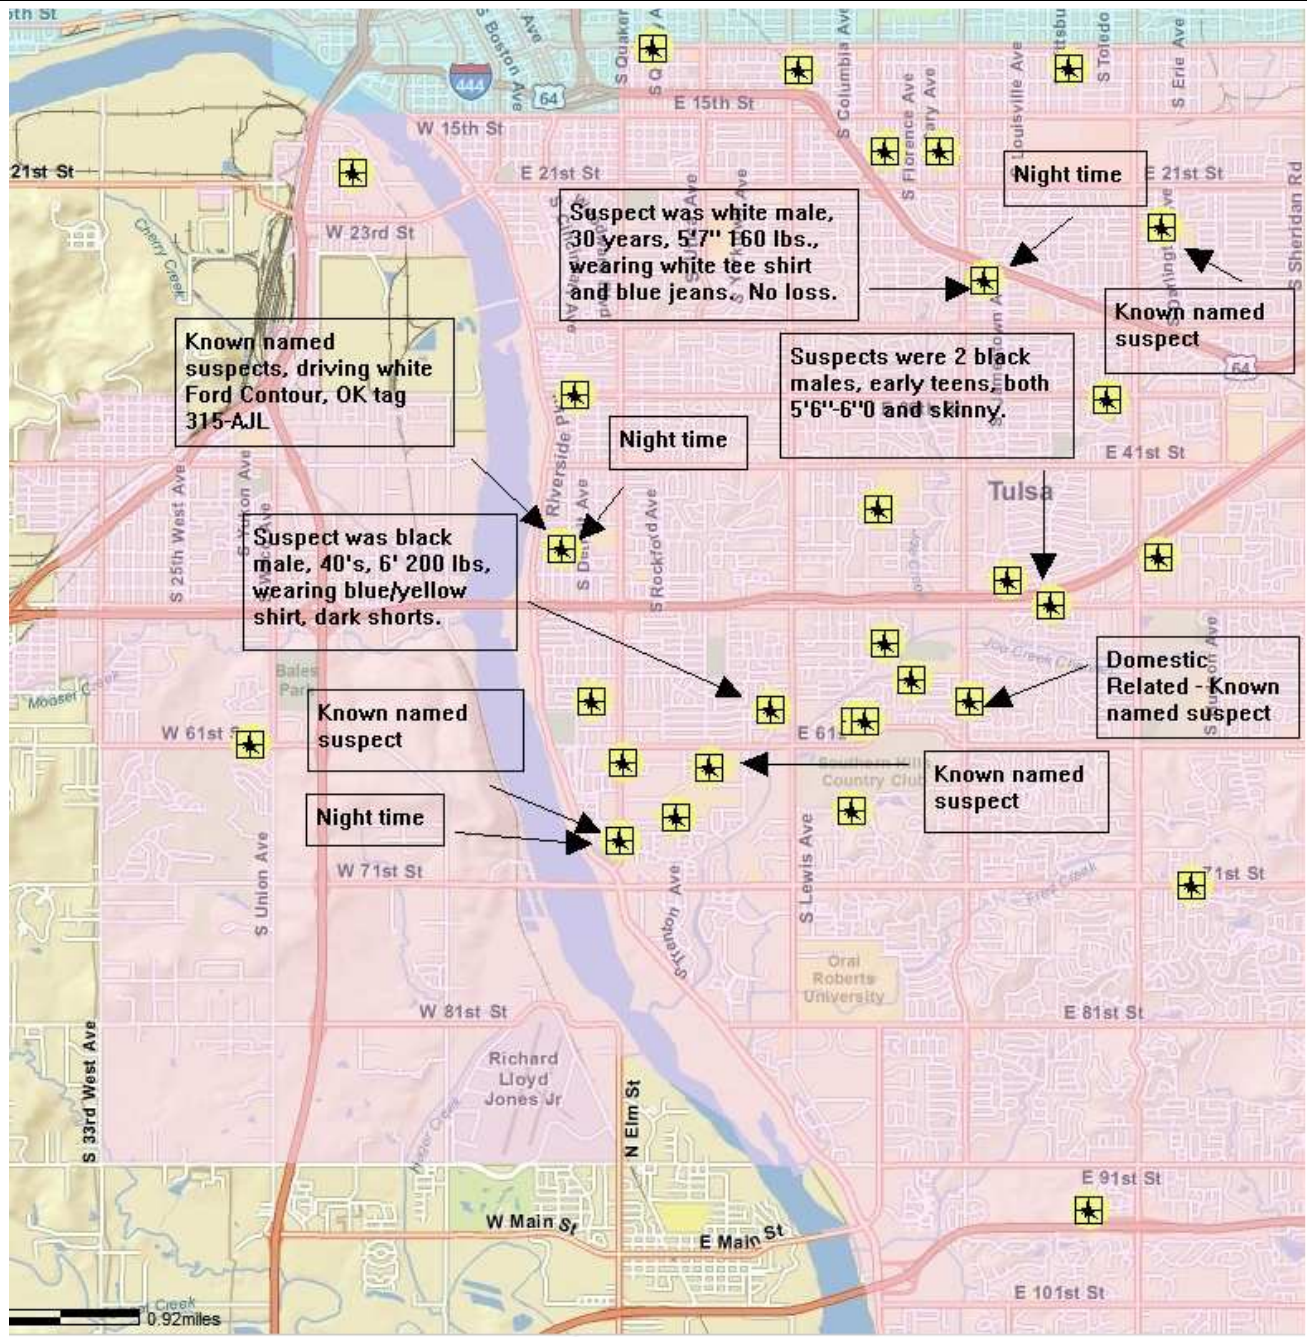 S Quaker
S Boston Ave
Ave
S Columbia Ave
S Toledo
S Erie Ave
444
64
E 15th St
W 15th St
S Florence Ave
Louisville Ave
21st St
E 21st St
E 21st St
Night time
Suspect was white male,
30 years, 5'7" 160 lbs.,
wearing white tee shirt
and blue jeans. No loss.
S Sheridan Rd
Cherry Creek
W 23rd St
Known named
suspect
Known named
suspects, driving white
Ford Contour, OK tag
315-AJL
Suspects were 2 black
males, early teens, both
5'6"-6"0 and skinny.
64
Night time
E 41st St
Riverside
Tulsa
S 25th West Ave
S Yukon Ave
S Rockford Ave
Suspect was black
male, 40's, 6' 200 lbs,
wearing blue/yellow
shirt, dark shorts.
Joe Creek
Domestic
Related - Known
named suspect
Mooser Creek
Bales
Park
W 61st S
E 61s
Known named
suspect
Southern Hills
Country Club
Known named
suspect
Night time
S Union Ave
W 71st St
S Trenton Ave
S Lewis Ave
71st St
Fred Creek
Oral
Roberts
University
W 81st St
E 81st St
S 33rd West Ave
Richard
Lloyd
Jones Jr
Hager Creek
N Elm St
E 91st St
W Main St
E Main St
E 101st St
Creek
0.92miles